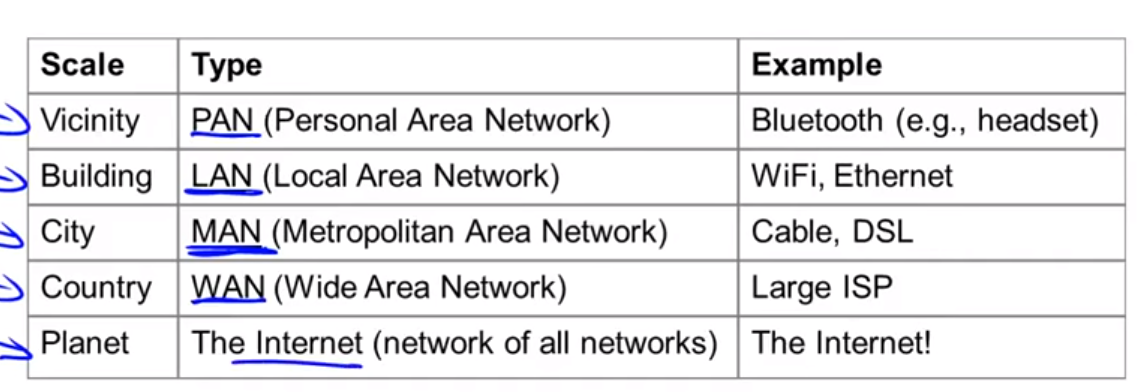 Scale Type Example
Vicinity PAN (Personal Area Network) Bluetooth (e.g., headset)
Building LAN (Local Area Network) WiFi, Ethernet
City MAN (Metropolitan Area Network) Cable, DSL
Country WAN (Wide Area Network) Large ISP
Planet The Internet (network of all networks) The Internet!